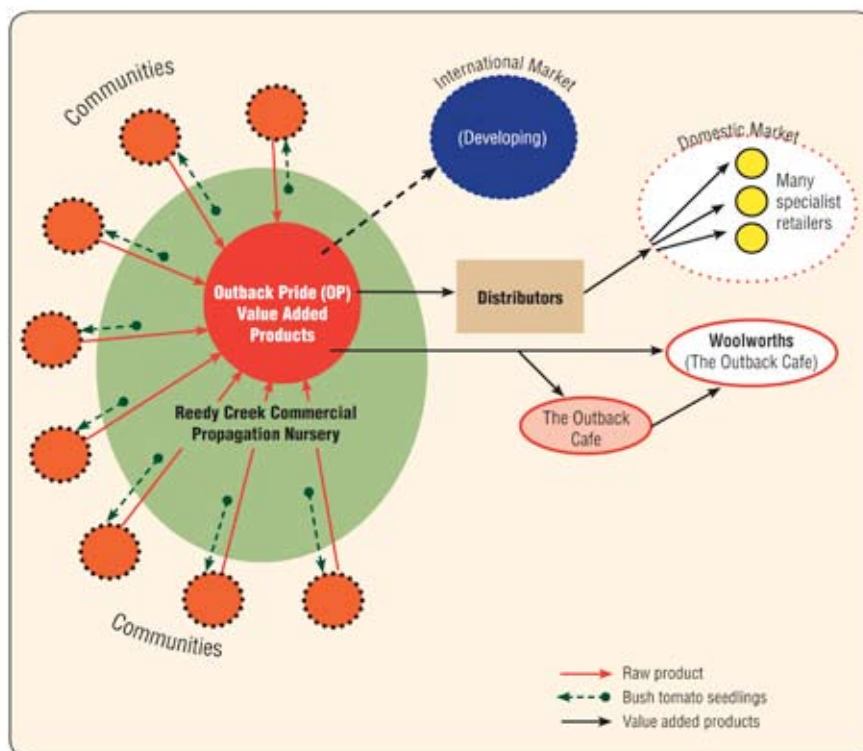 Communities
International Market
(Developing)
Domestic Market
Many
specialist
retailers
Outback Pride (OP)
Value Added
Products
Distributors
Woolworths
(The Outback Cafe)
The Outback
Cafe
Reedy Creek Commercial
Propagation Nursery
Communities
Raw product
Bush tomato seedlings
Value added products